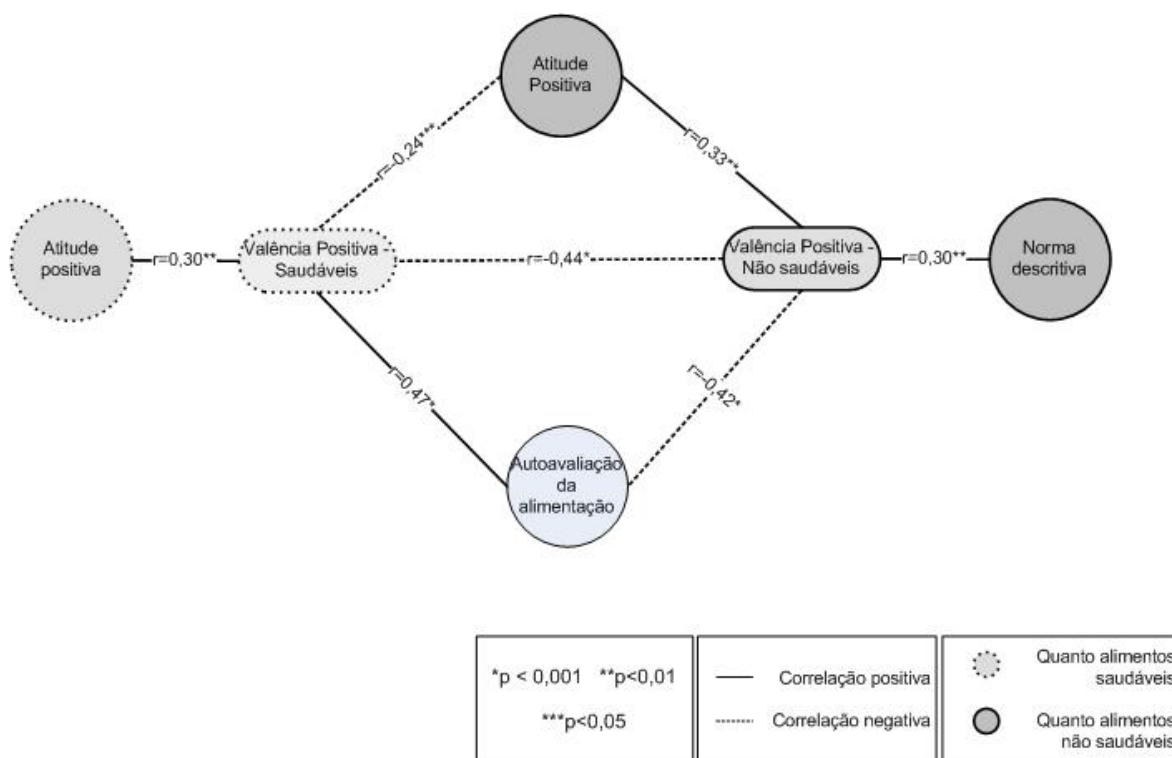 Atitude
Positiva
r=-0,24***
r=0,33**
Atitude
positiva
r=0,30**
Valência Positiva -
Saudáveis
r=-0,44*
Valência Positiva -
Não saudáveis
r=0,30**
Norma
descritiva
r=0,47*
r=-0,42*
Autoavaliação
da
alimentação
*p < 0,001 **p<0,01
***p<0,05
Correlação positiva
Correlação negativa
Quanto alimentos
saudáveis
Quanto alimentos
não saudáveis